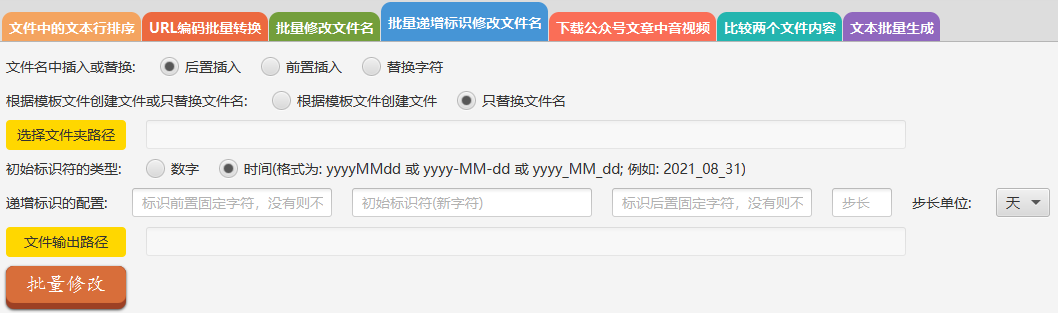 文件中的文本行排序 URL编码批量转换 批量修改文件名 批量递增标识修改文件名 下载公众号文章中音视频 比较两个文件内容 文本批量生成
文件名中插入或替换: 后置插入 前置插入 替换字符
根据模板文件创建文件或只替换文件名: 根据模板文件创建文件 只替换文件名
选择文件夹路径
初始标识符的类型: 数字 时间(格式为: yyyyMMdd 或 yyyy-MM-dd 或 yyyy_MM_dd; 例如: 2021_08_31)
递增标识的配置: 标识前置固定字符，没有则不 初始标识符(新字符) 标识后置固定字符，没有则不 步长 步长单位: 天
文件输出路径
批量修改